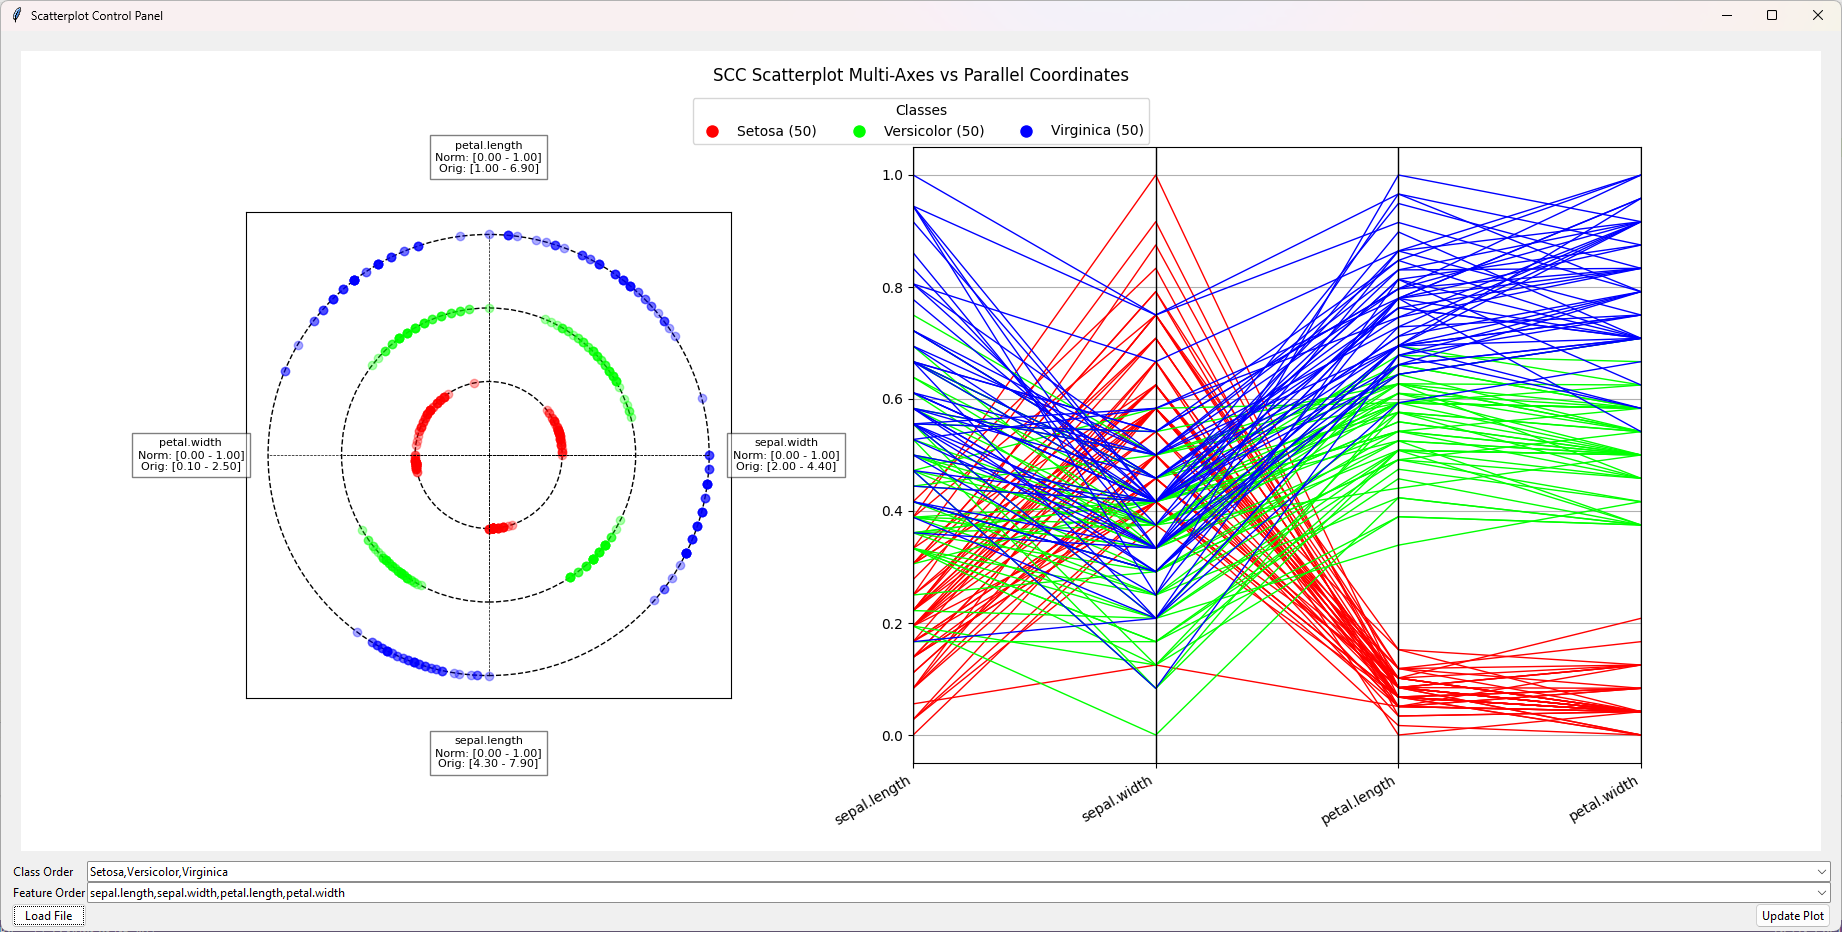 Scatterplot Control Panel
SCC Scatterplot Multi-Axes vs Parallel Coordinates
Classes
Setosa (50)
Versicolor (50)
Virginica (50)
petal.length
Norm: [0.00 - 1.00]
Orig: [1.00 - 6.90]
petal.width
Norm: [0.00 - 1.00]
Orig: [0.10 - 2.50]
sepal.width
Norm: [0.00 - 1.00]
Orig: [2.00 - 4.40]
sepal.length
Norm: [0.00 - 1.00]
Orig: [4.30 - 7.90]
1.0
0.8
0.6
0.4
0.2
0.0
sepal.length
sepal.width
petal.length
petal.width
Class Order
Setosa,Versicolor,Virginica
Feature Order
sepal.length,sepal.width,petal.length,petal.width
Load File
Update Plot